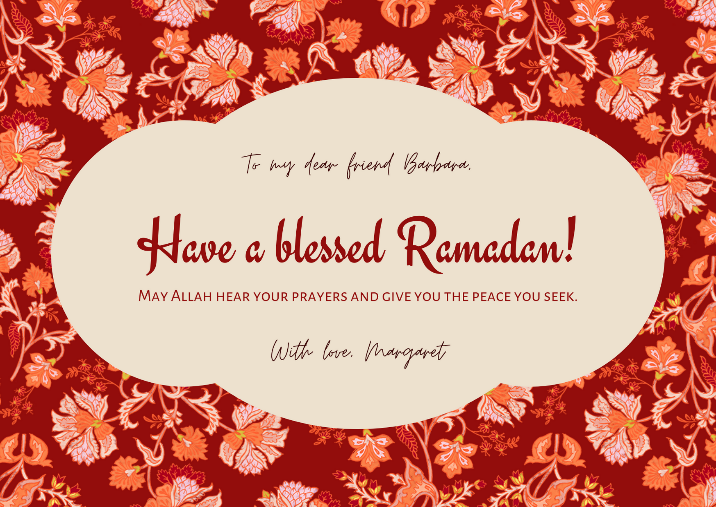 To my dear friend Barbara,
Have a blessed Ramadan!
May Allah hear your prayers and give you the peace you seek.
With love, Margaret